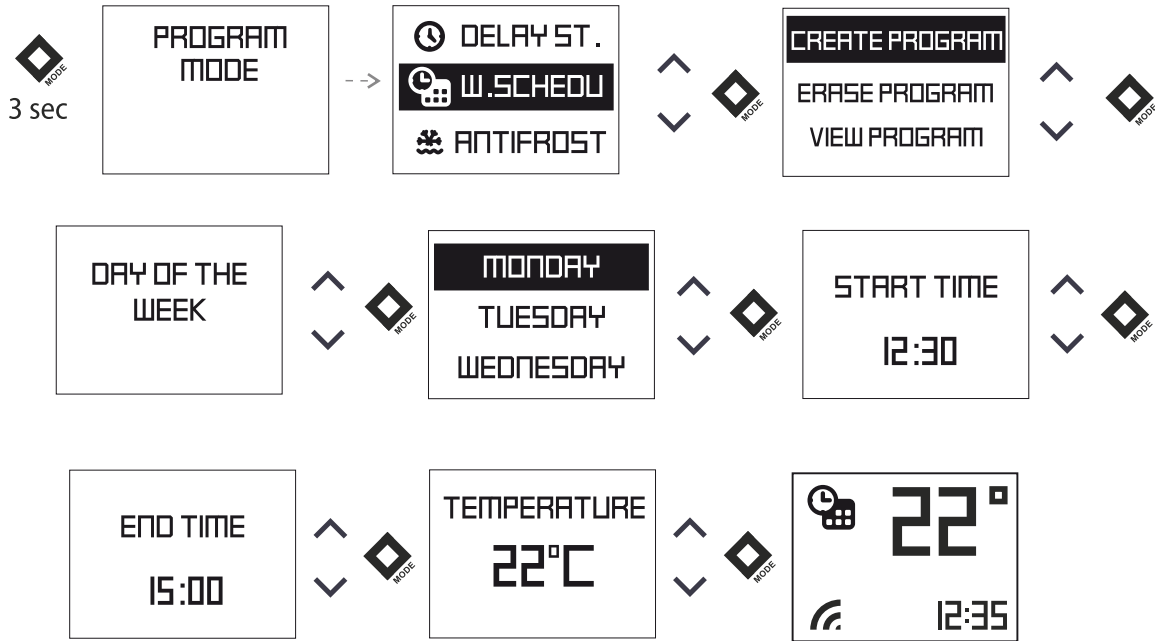 MODE
3 sec
PROGRAM
MODE
DELAY ST.
W.SCHEDU
ANTIFROST
MODE
CREATE PROGRAM
ERASE PROGRAM
VIEW PROGRAM
MODE
DAY OF THE
WEEK
MODE
MONDAY
TUESDAY
WEDNESDAY
MODE
START TIME
12:30
MODE
END TIME
15:00
MODE
TEMPERATURE
22°C
MODE
22°
12:35